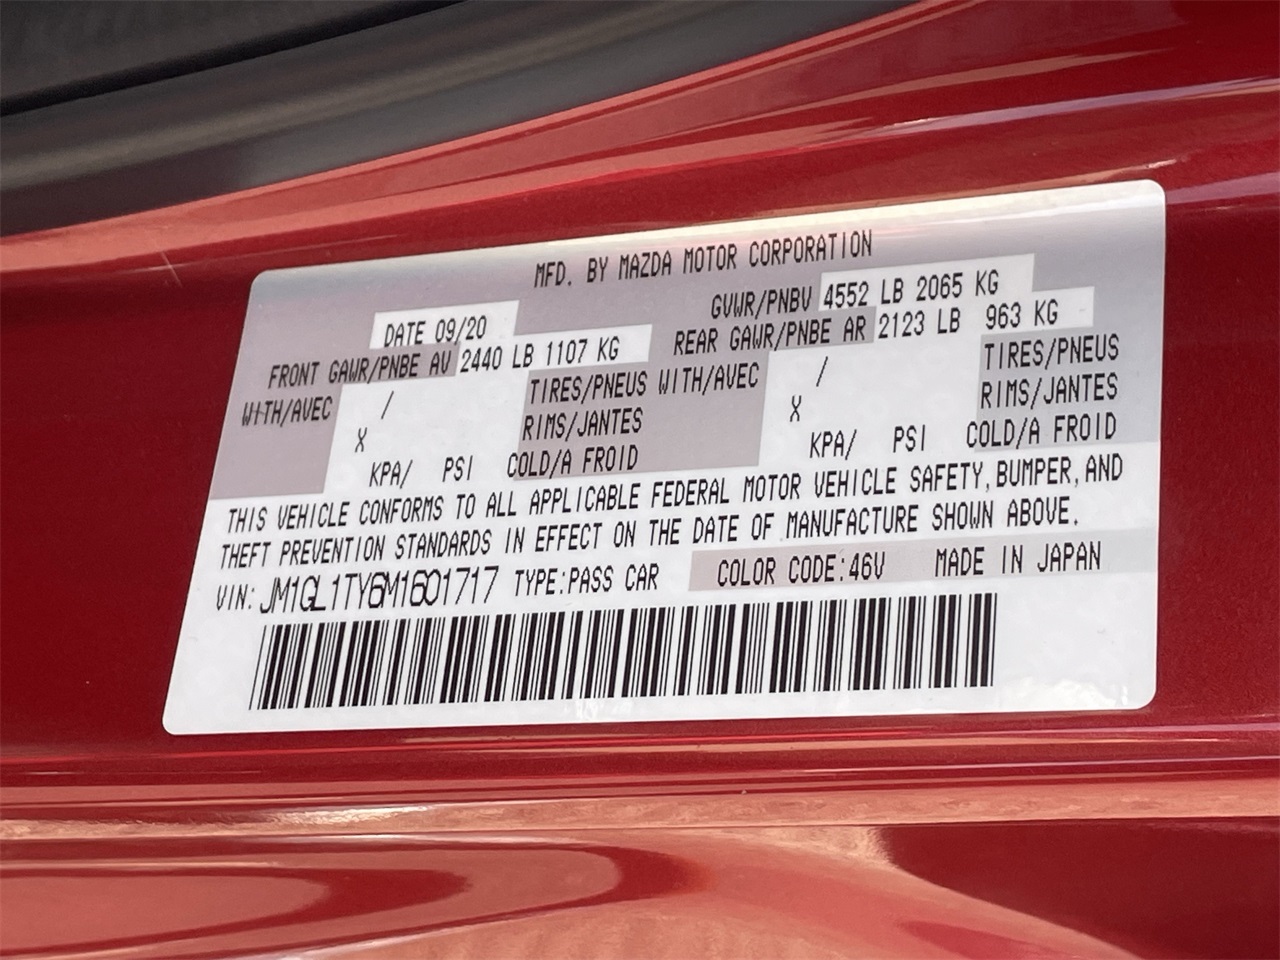 MFD. BY MAZDA MOTOR CORPORATION
DATE 09/20 GVWR/PNBV 4552 LB 2065 KG
FRONT GAWR/PNBE AV 2440 LB 1107 KG REAR GAWR/PNBE AR 2123 LB 963 KG
WITH/AVEC / TIRES/PNEUS WITH/AVEC / TIRES/PNEUS
X RIMS/JANTES X RIMS/JANTES
KPA/ PSI COLD/A FROID KPA/ PSI COLD/A FROID
THIS VEHICLE CONFORMS TO ALL APPLICABLE FEDERAL MOTOR VEHICLE SAFETY, BUMPER, AND
THEFT PREVENTION STANDARDS IN EFFECT ON THE DATE OF MANUFACTURE SHOWN ABOVE.
VIN: JM1GL1TY6M1601717 TYPE:PASS CAR COLOR CODE:46V MADE IN JAPAN